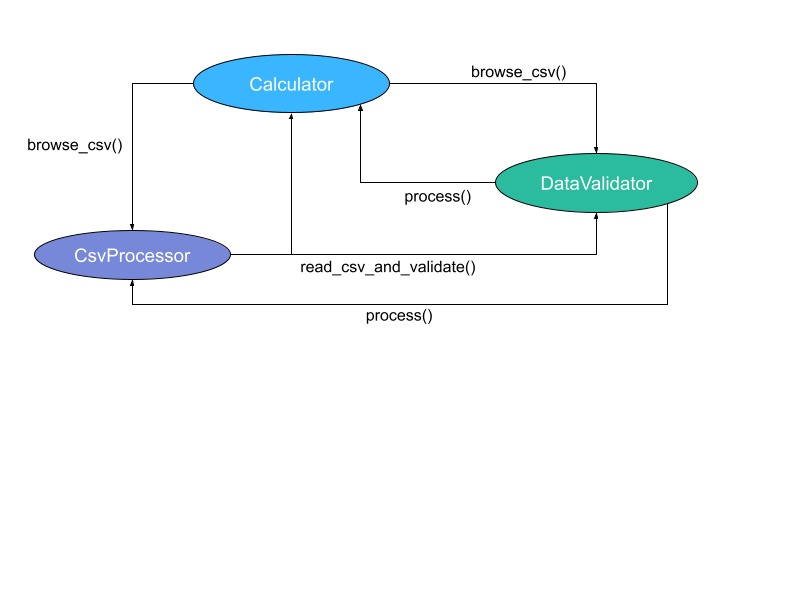 Calculator
browse_csv()
browse_csv()
DataValidator
process()
CsvProcessor
read_csv_and_validate()
process()